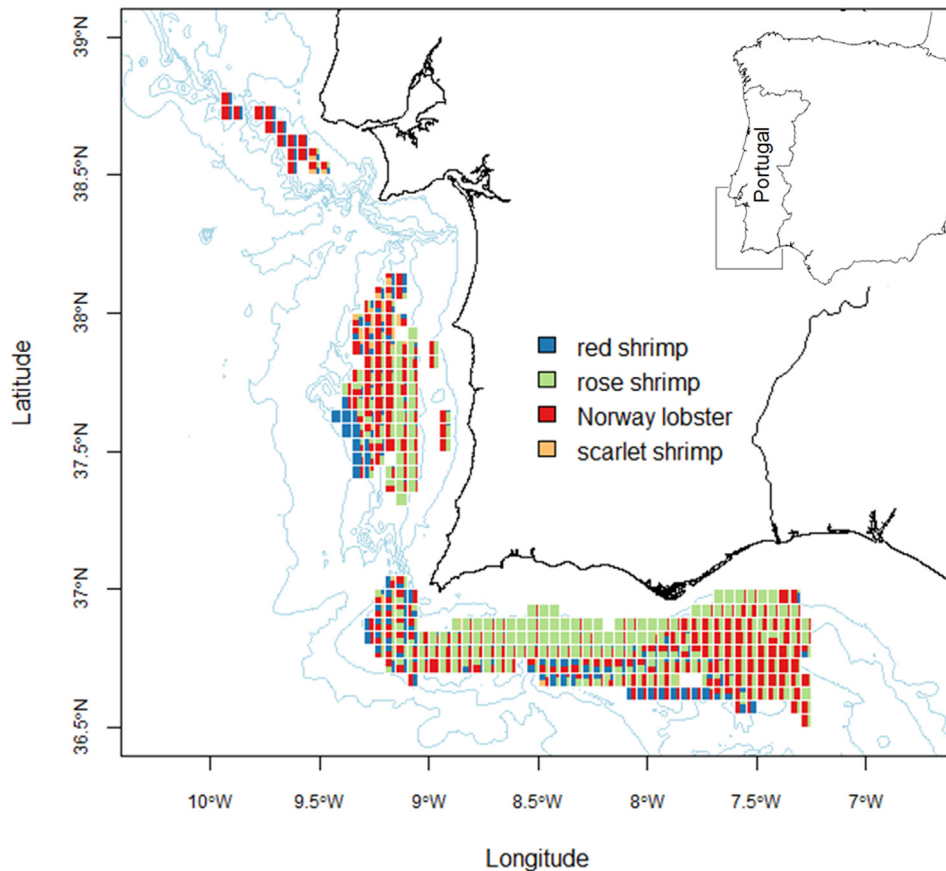 39°N
38.5°N
38°N
37.5°N
37°N
36.5°N
Latitude
Portugal
red shrimp
rose shrimp
Norway lobster
scarlet shrimp
10°W
9.5°W
9°W
8.5°W
8°W
7.5°W
7°W
Longitude